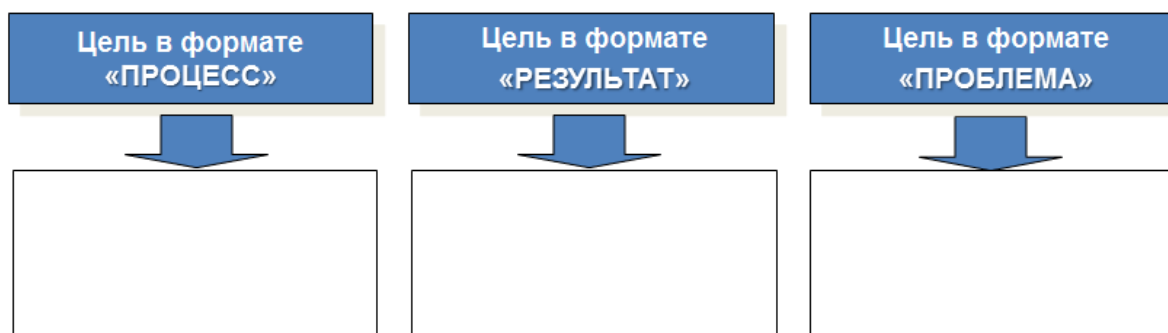 Цель в формате
«ПРОЦЕСС»
Цель в формате
«РЕЗУЛЬТАТ»
Цель в формате
«ПРОБЛЕМА»